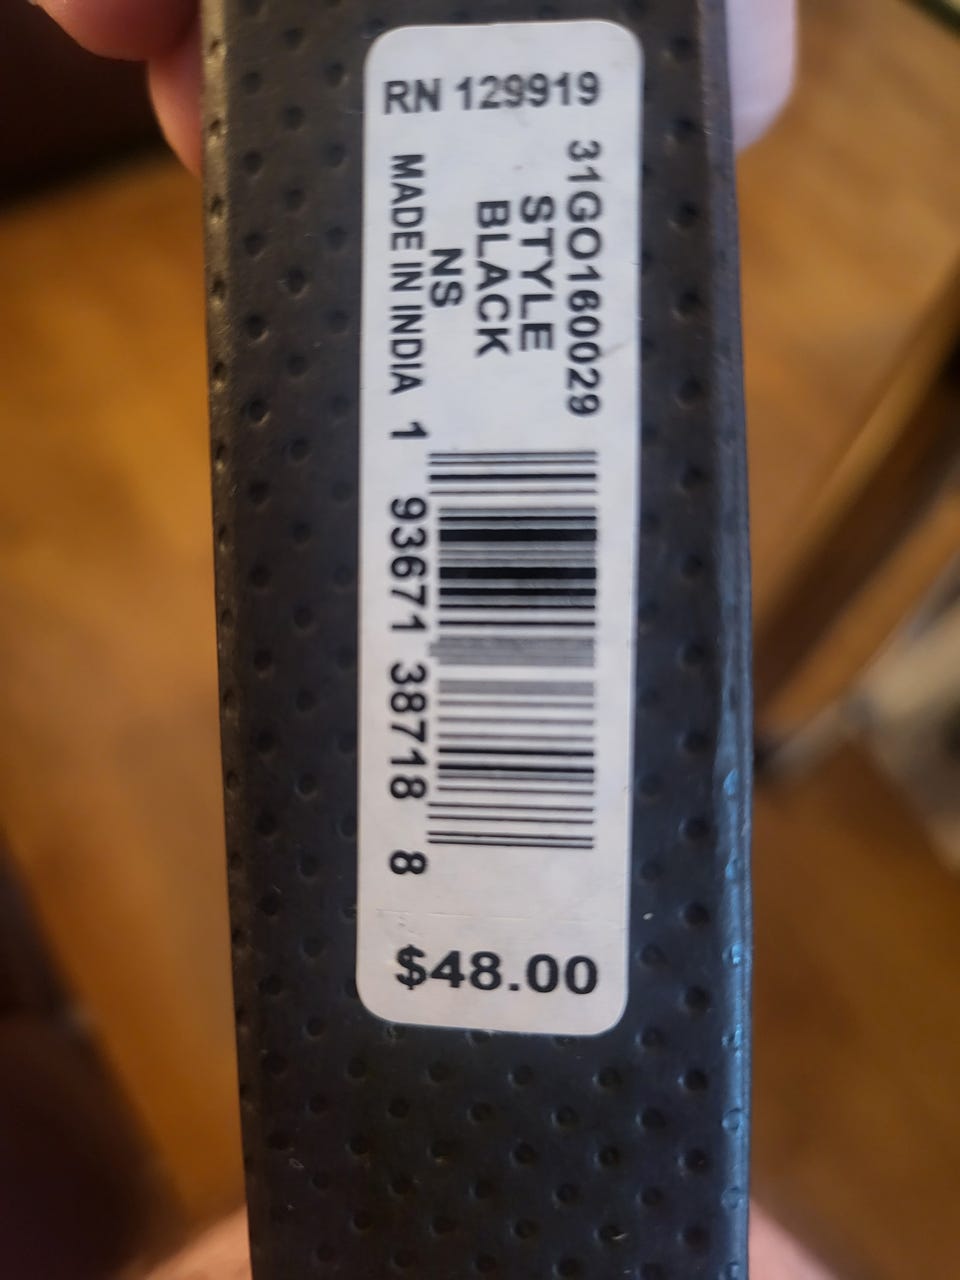 RN 129919
31GO160029
STYLE
BLACK
NS
MADE IN INDIA
1 93671 38718 8
$48.00